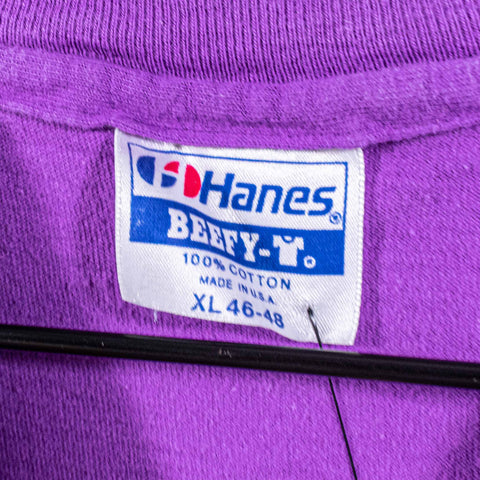 Hanes®
BEEFY-T®
100% COTTON
MADE IN U.S.A.
XL 46-48